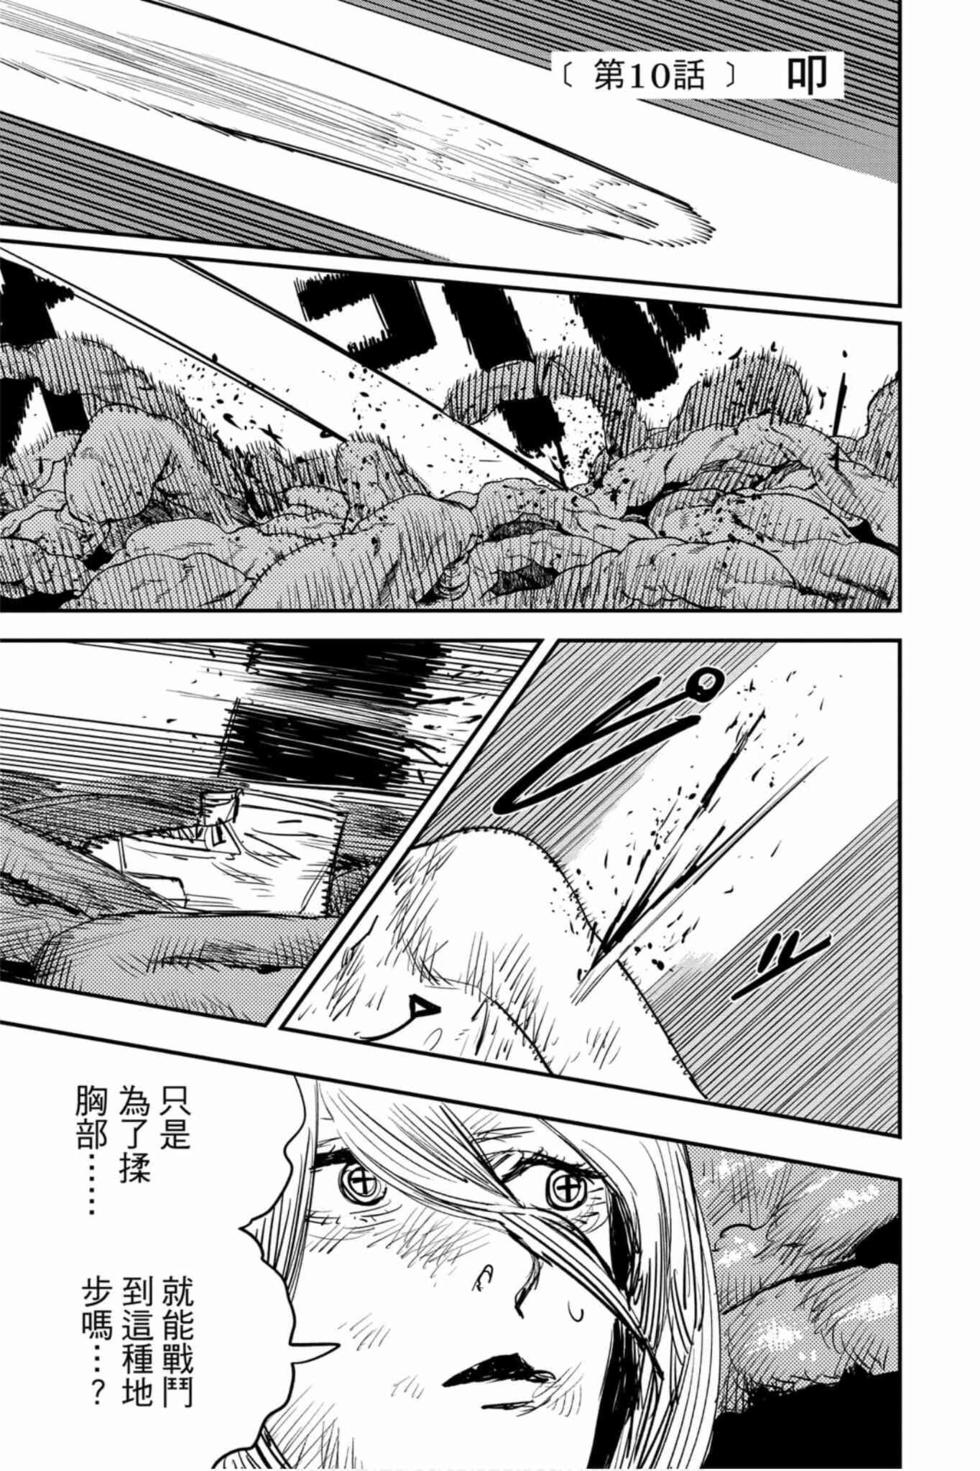 〔 第10話 〕 叩
只是
為了揉
胸部……
就能戰鬥
到這種地
步嗎…?